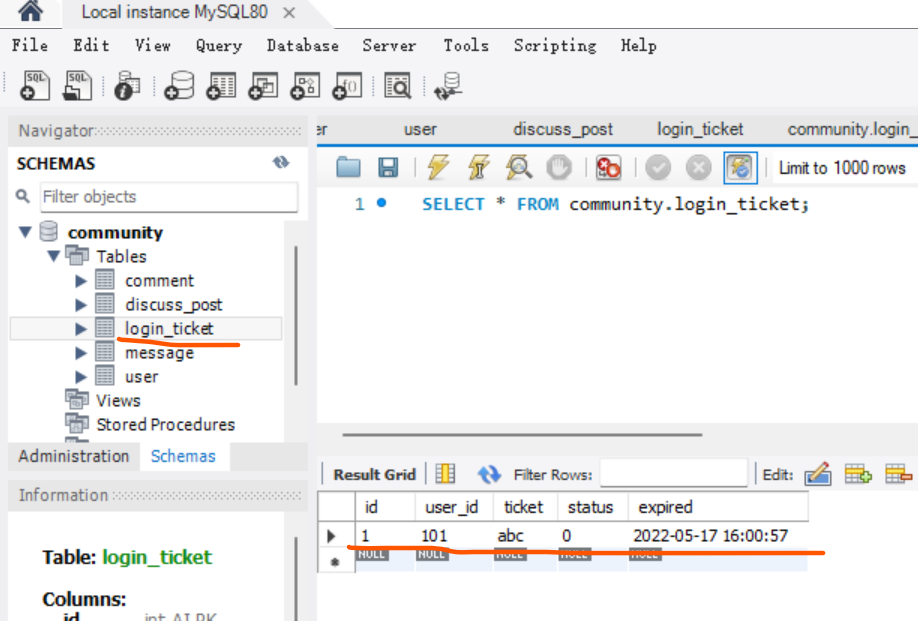 Local instance MySQL80 ×
File Edit View Query Database Server Tools Scripting Help
SQL SQL
Navigator
SCHEMAS
Filter objects
community
Tables
comment
discuss_post
login_ticket
message
user
Views
Stored Procedures
Administration Schemas
Information
Table: login_ticket
Columns:
id int AI PK
er user discuss_post login_ticket community.login_
Limit to 1000 rows
1 SELECT * FROM community.login_ticket;
Result Grid Filter Rows: Edit:
id user_id ticket status expired
1 101 abc 0 2022-05-17 16:00:57
NULL NULL NULL NULL NULL